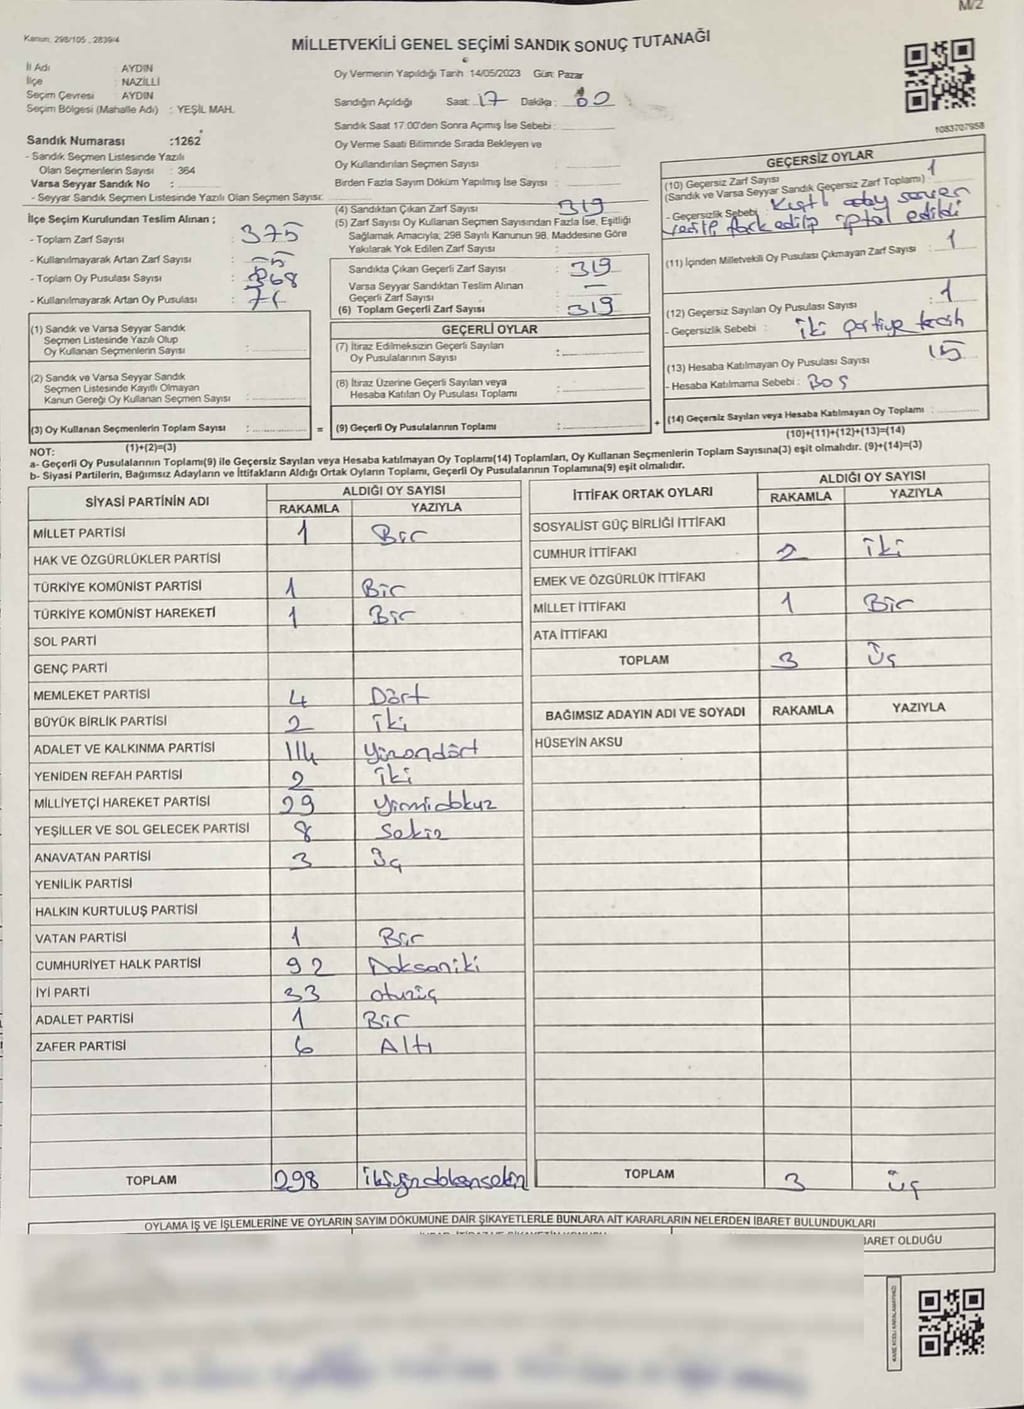 M/2
Kanun, 298/105 , 2839/4
MİLLETVEKİLİ GENEL SEÇİMİ SANDIK SONUÇ TUTANAĞI
İl Adı : AYDIN
İlçe : NAZİLLİ
Seçim Çevresi : AYDIN
Seçim Bölgesi (Mahalle Adı) : YEŞİL MAH.
Sandık Numarası :1262
- Sandık Seçmen Listesinde Yazılı
Olan Seçmenlerin Sayısı : 364
Varsa Seyyar Sandık No :
- Seyyar Sandık Seçmen Listesinde Yazılı Olan Seçmen Sayısı:
Oy Vermenin Yapıldığı Tarih 14/05/2023 Gün: Pazar
Sandığın Açıldığı Saat: 17 Dakika:
Sandık Saat 17.00'den Sonra Açımış İse Sebebi :
Oy Verme Saati Bitiminde Sırada Bekleyen ve
Oy Kullandırılan Seçmen Sayısı :
Birden Fazla Sayım Döküm Yapılmış İse Sayısı :
1083707958
İlçe Seçim Kurulundan Teslim Alınan ;
- Toplam Zarf Sayısı : 375
- Kullanılmayarak Artan Zarf Sayısı :
- Toplam Oy Pusulası Sayısı :
- Kullanılmayarak Artan Oy Pusulası :
(4) Sandıktan Çıkan Zarf Sayısı : 319
(5) Zarf Sayısı Oy Kullanan Seçmen Sayısından Fazla İse, Eşitliği
Sağlamak Amacıyla, 298 Sayılı Kanunun 98. Maddesine Göre
Yakılarak Yok Edilen Zarf Sayısı :
Sandıkta Çıkan Geçerli Zarf Sayısı : 319
Varsa Seyyar Sandıktan Teslim Alınan
Geçerli Zarf Sayısı : —
(6) Toplam Geçerli Zarf Sayısı : 319
GEÇERSİZ OYLAR
(10) Geçersiz Zarf Sayısı
(Sandık ve Varsa Seyyar Sandık Geçersiz Zarf Toplamı) : 1
- Geçersizlik Sebebi : iptal edildi
(11) İçinden Milletvekili Oy Pusulası Çıkmayan Zarf Sayısı : 1
(12) Geçersiz Sayılan Oy Pusulası Sayısı : 1
- Geçersizlik Sebebi : iki partiye tercih
(13) Hesaba Katılmayan Oy Pusulası Sayısı 15
- Hesaba Katılmama Sebebi : Boş
(14) Geçersiz Sayılan veya Hesaba Katılmayan Oy Toplamı :
(10)+(11)+(12)+(13)=(14)
(1) Sandık ve Varsa Seyyar Sandık
Seçmen Listesinde Yazılı Olup
Oy Kullanan Seçmenlerin Sayısı :
(2) Sandık ve Varsa Seyyar Sandık
Seçmen Listesinde Kayıtlı Olmayan
Kanun Gereği Oy Kullanan Seçmen Sayısı :
(3) Oy Kullanan Seçmenlerin Toplam Sayısı :
(1)+(2)=(3)
=
GEÇERLİ OYLAR
(7) İtiraz Edilmeksizin Geçerli Sayılan
Oy Pusulalarının Sayısı :
(8) İtiraz Üzerine Geçerli Sayılan veya
Hesaba Katılan Oy Pusulası Toplamı :
(9) Geçerli Oy Pusulalarının Toplamı :
+
NOT:
a- Geçerli Oy Pusulalarının Toplamı(9) ile Geçersiz Sayılan veya Hesaba katılmayan Oy Toplamı(14) Toplamları, Oy Kullanan Seçmenlerin Toplam Sayısına(3) eşit olmalıdır. (9)+(14)=(3)
b- Siyasi Partilerin, Bağımsız Adayların ve İttifakların Aldığı Ortak Oyların Toplamı, Geçerli Oy Pusulalarının Toplamına(9) eşit olmalıdır.
SİYASİ PARTİNİN ADI ALDIĞI OY SAYISI
RAKAMLA YAZIYLA
MİLLET PARTİSİ 1 Bir
HAK VE ÖZGÜRLÜKLER PARTİSİ
TÜRKİYE KOMÜNİST PARTİSİ 1 Bir
TÜRKİYE KOMÜNİST HAREKETİ 1 Bir
SOL PARTİ
GENÇ PARTİ
MEMLEKET PARTİSİ 4 Dört
BÜYÜK BİRLİK PARTİSİ 2 İki
ADALET VE KALKINMA PARTİSİ 114 Yüzondört
YENİDEN REFAH PARTİSİ 2 İki
MİLLİYETÇİ HAREKET PARTİSİ 29 Yirmidokuz
YEŞİLLER VE SOL GELECEK PARTİSİ 8 Sekiz
ANAVATAN PARTİSİ 3 Üç
YENİLİK PARTİSİ
HALKIN KURTULUŞ PARTİSİ
VATAN PARTİSİ 1 Bir
CUMHURİYET HALK PARTİSİ 92 Doksaniki
İYİ PARTİ 33 otuzüç
ADALET PARTİSİ 1 Bir
ZAFER PARTİSİ 6 Altı
TOPLAM 298 ikiyüzdoksansekiz
İTTİFAK ORTAK OYLARI ALDIĞI OY SAYISI
RAKAMLA YAZIYLA
SOSYALİST GÜÇ BİRLİĞİ İTTİFAKI
CUMHUR İTTİFAKI 2 iki
EMEK VE ÖZGÜRLÜK İTTİFAKI
MİLLET İTTİFAKI 1 Bir
ATA İTTİFAKI
TOPLAM 3 Üç
BAĞIMSIZ ADAYIN ADI VE SOYADI RAKAMLA YAZIYLA
HÜSEYİN AKSU
TOPLAM 3 üç
OYLAMA İŞ VE İŞLEMLERİNE VE OYLARIN SAYIM DÖKÜMÜNE DAİR ŞİKAYETLERLE BUNLARA AİT KARARLARIN NELERDEN İBARET BULUNDUKLARI
İBARET OLDUĞU